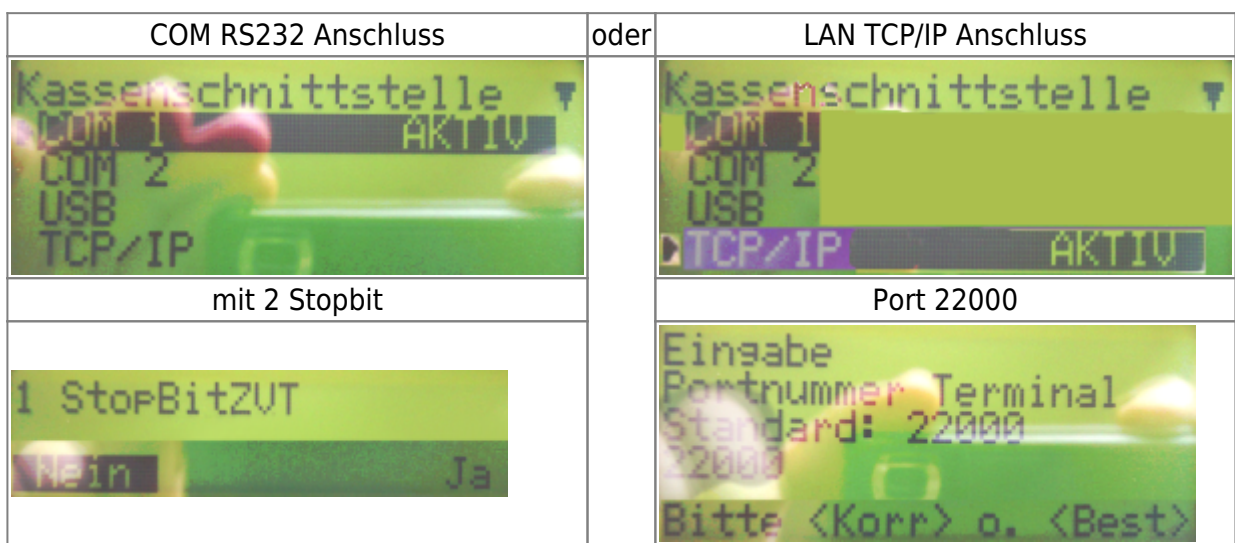 COM RS232 Anschluss oder LAN TCP/IP Anschluss
Kassenschnittstelle
COM 1 AKTIV
COM 2
USB
TCP/IP
Kassenschnittstelle
COM 1
COM 2
USB
TCP/IP AKTIV
mit 2 Stopbit
Port 22000
1 StopBitZVT
Nein Ja
Eingabe
Portnummer Terminal
Standard: 22000
22000
Bitte <Korr> o. <Best>